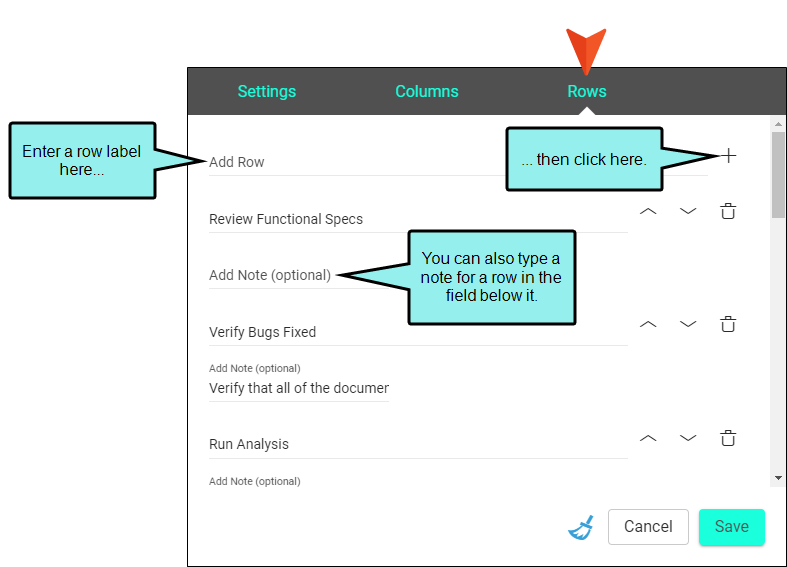 Settings
Columns
Rows
Enter a row label
here...
Add Row
... then click here.
Review Functional Specs
Add Note (optional)
You can also type a
note for a row in the
field below it.
Verify Bugs Fixed
Add Note (optional)
Verify that all of the documer
Run Analysis
Add Note (optional)
Cancel
Save